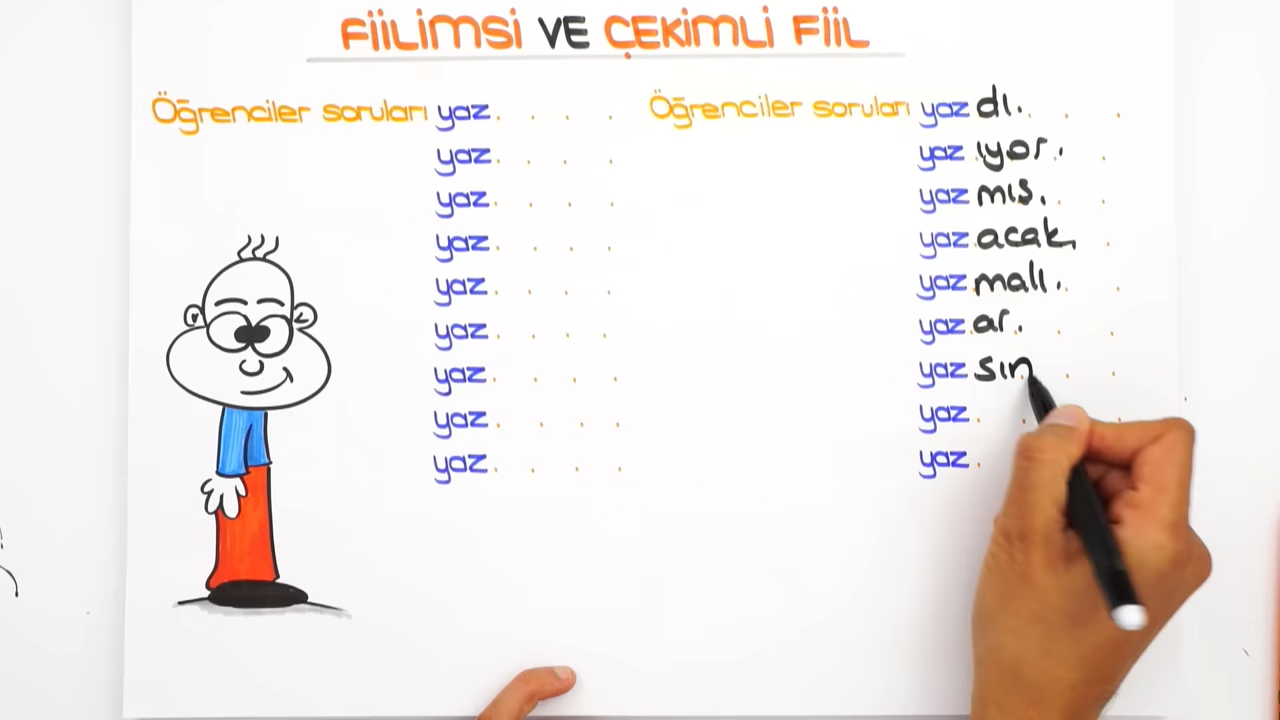 FİİLİMSİ VE ÇEKİMLİ FİİL
Öğrenciler soruları yaz. . . .
yaz. . . .
yaz. . . .
yaz. . . .
yaz. . . .
yaz. . . .
yaz. . . .
yaz. . . .
yaz. . . .
Öğrenciler soruları yazdı. . .
yazıyor. .
yazmış. . .
yazacak. .
yazmalı. .
yazar. . .
yazsın . .
yaz. . .
yaz.